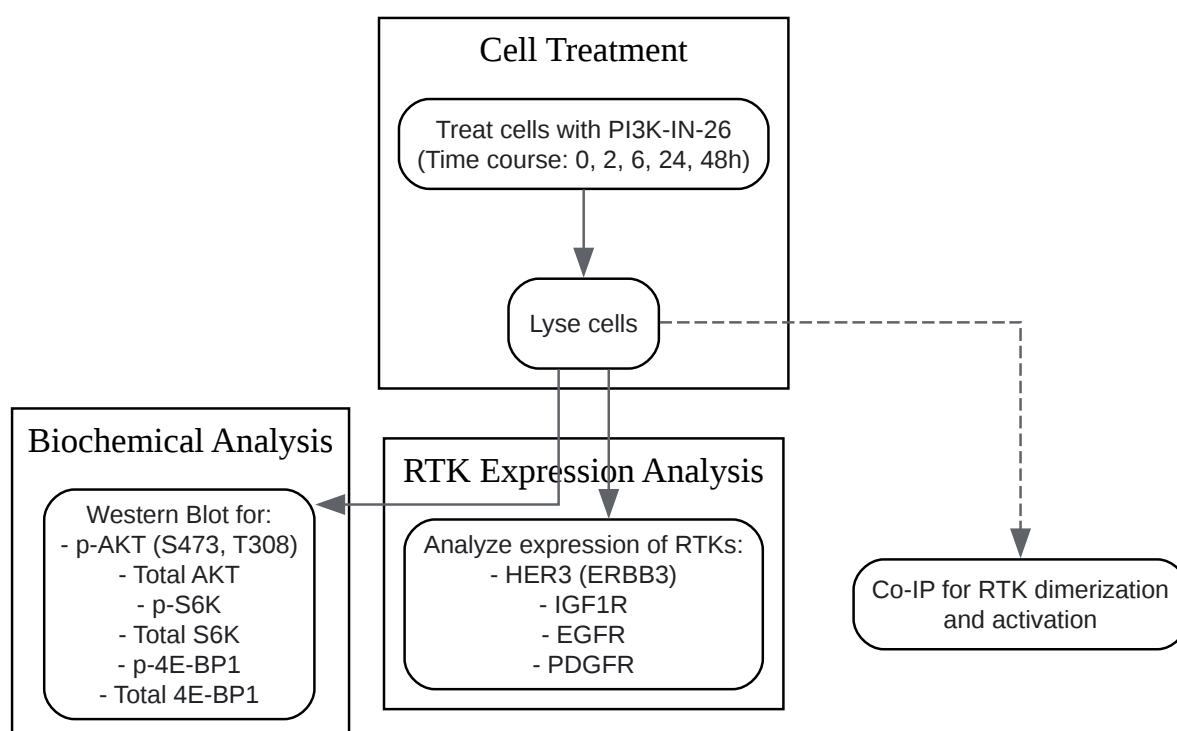 Cell Treatment
Treat cells with PI3K-IN-26
(Time course: 0, 2, 6, 24, 48h)
Lyse cells
Biochemical Analysis
Western Blot for:
- p-AKT (S473, T308)
- Total AKT
- p-S6K
- Total S6K
- p-4E-BP1
- Total 4E-BP1
RTK Expression Analysis
Analyze expression of RTKs:
- HER3 (ERBB3)
- IGF1R
- EGFR
- PDGFR
Co-IP for RTK dimerization
and activation